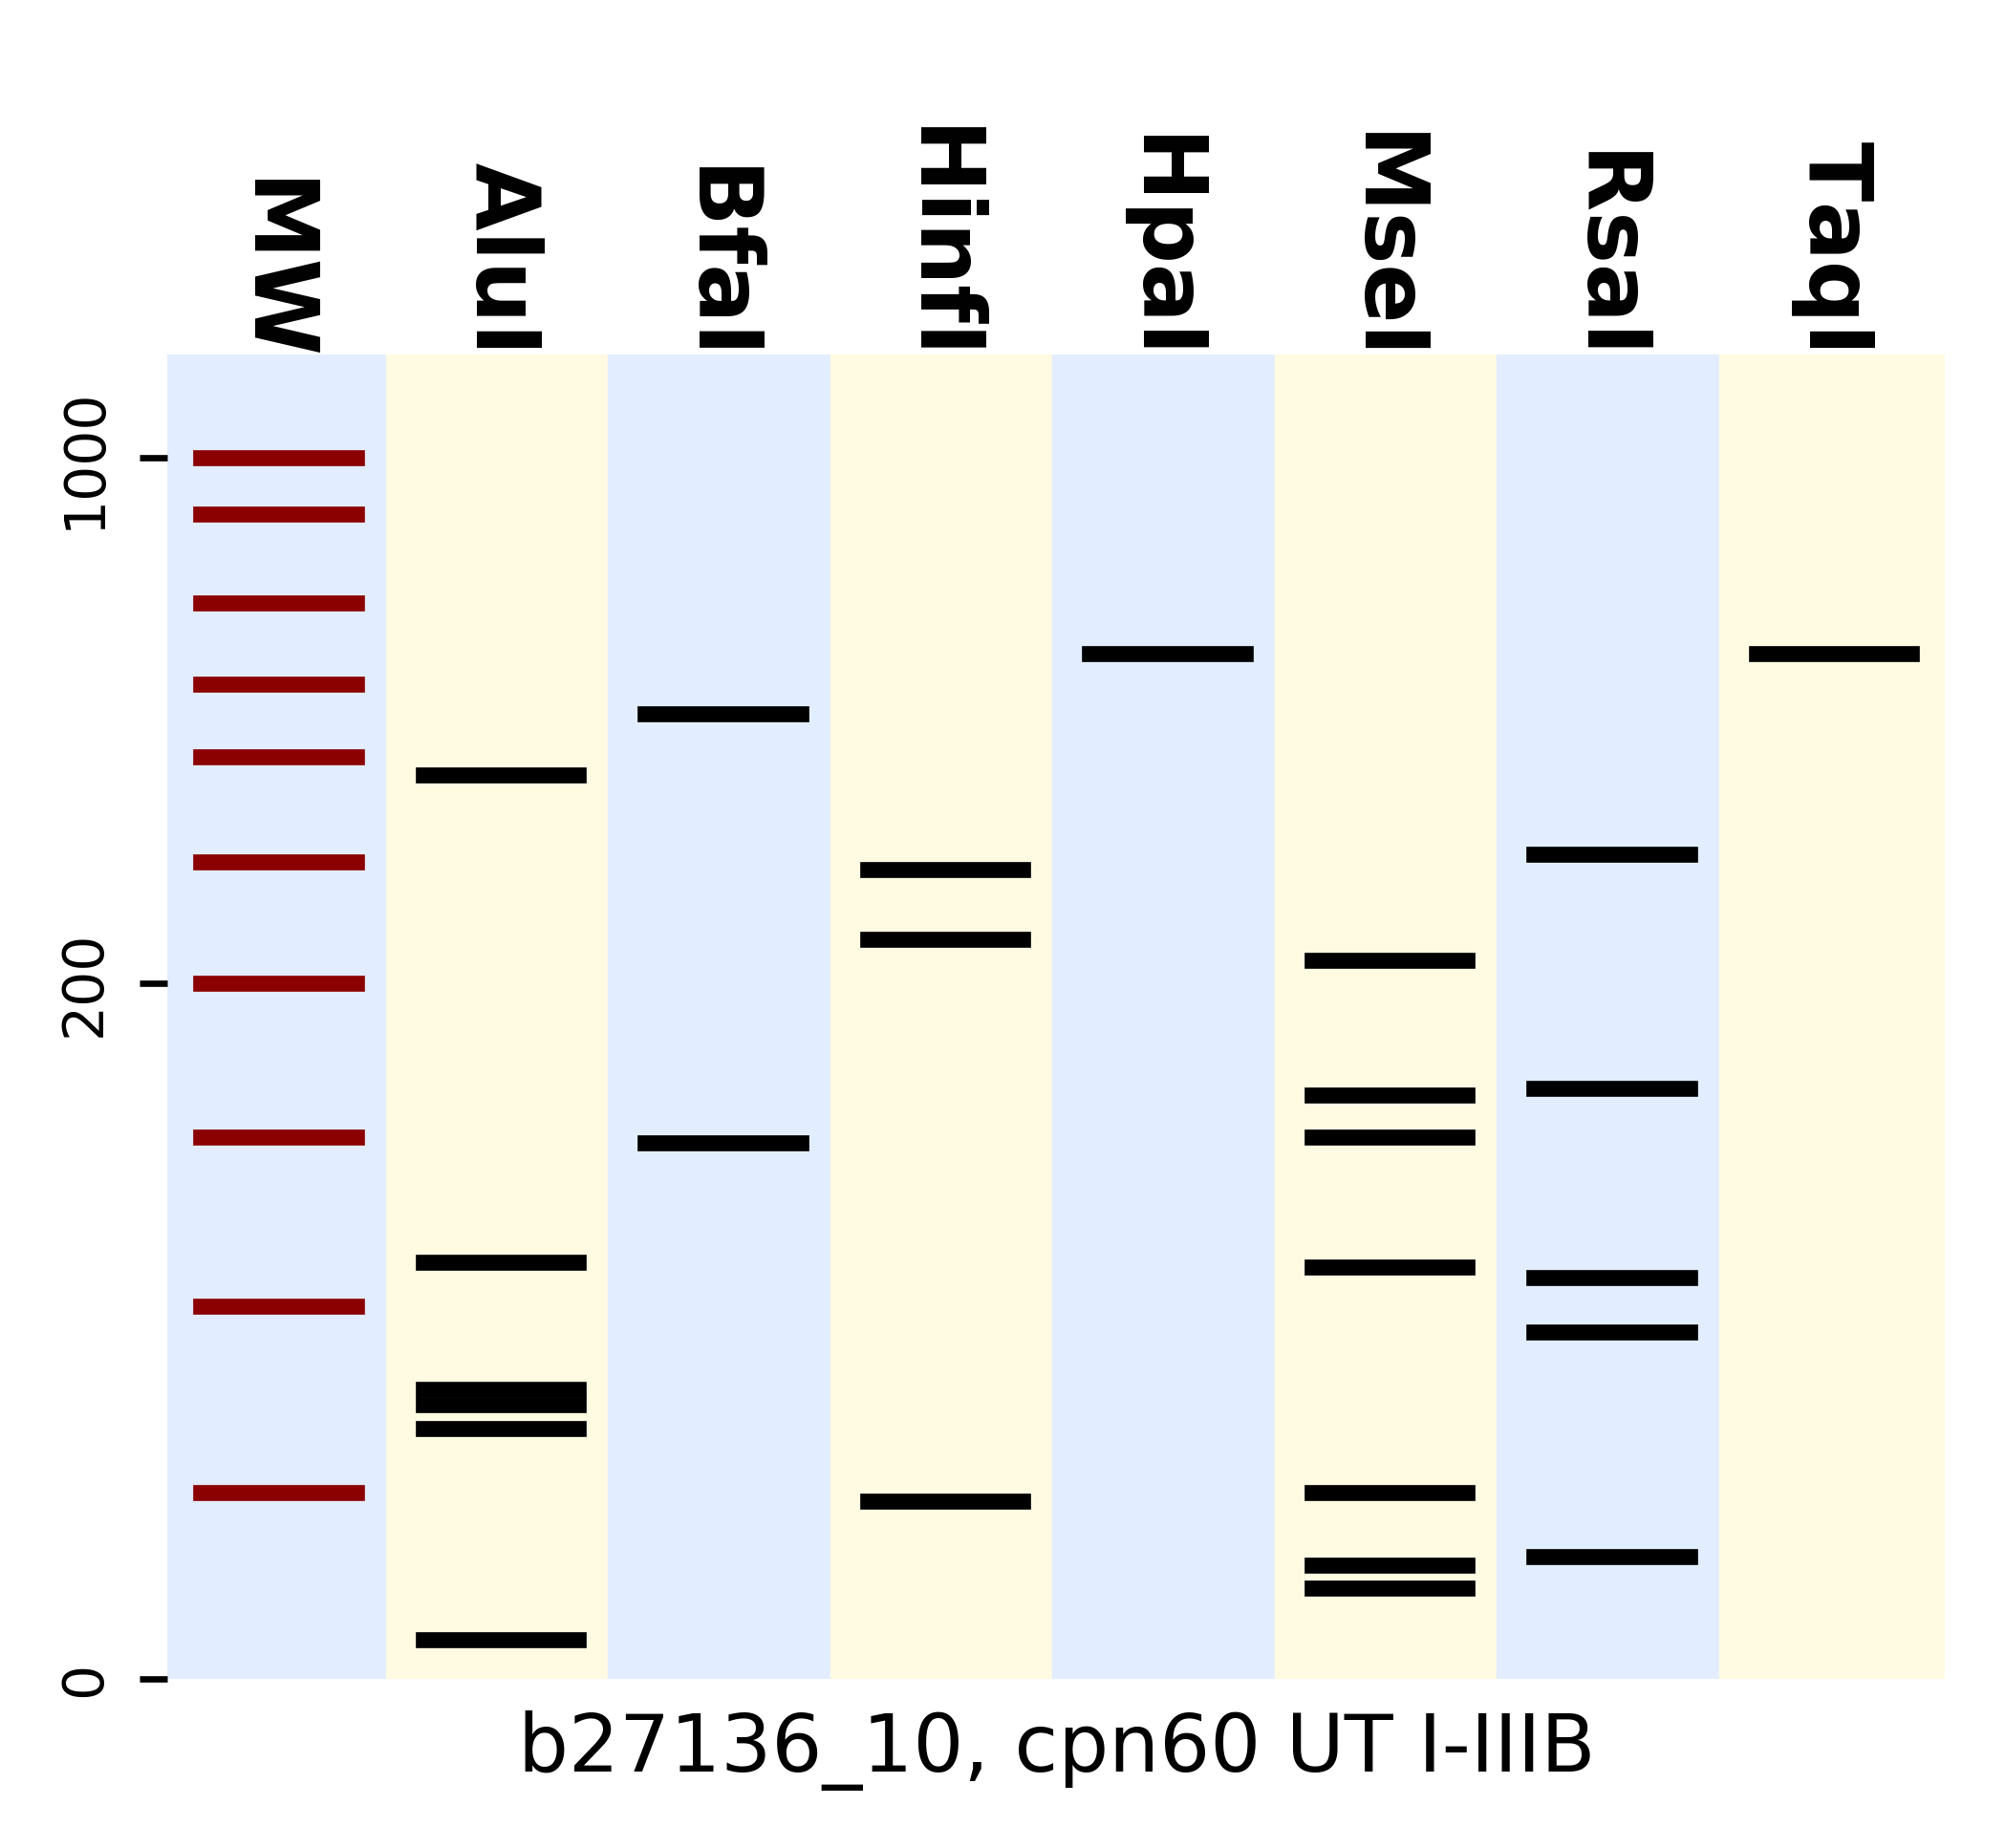 MW
AluI
BfaI
HinfI
HpaI
MseI
RsaI
TaqI
1000
200
0
b27136_10, cpn60 UT I-IIIB